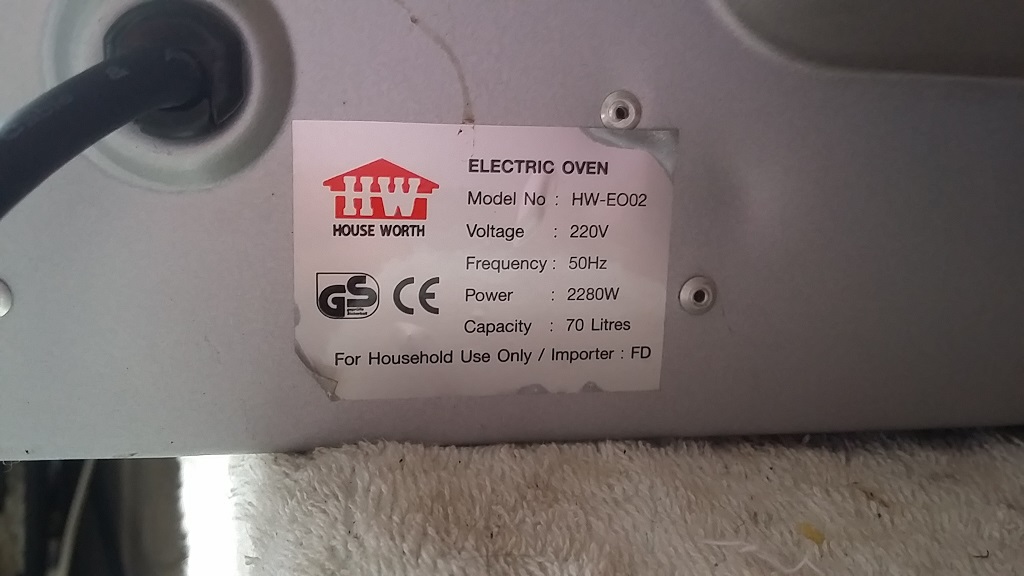 HW
HOUSE WORTH
GS
CE
ELECTRIC OVEN
Model No : HW-EO02
Voltage : 220V
Frequency : 50Hz
Power : 2280W
Capacity : 70 Litres
For Household Use Only / Importer : FD